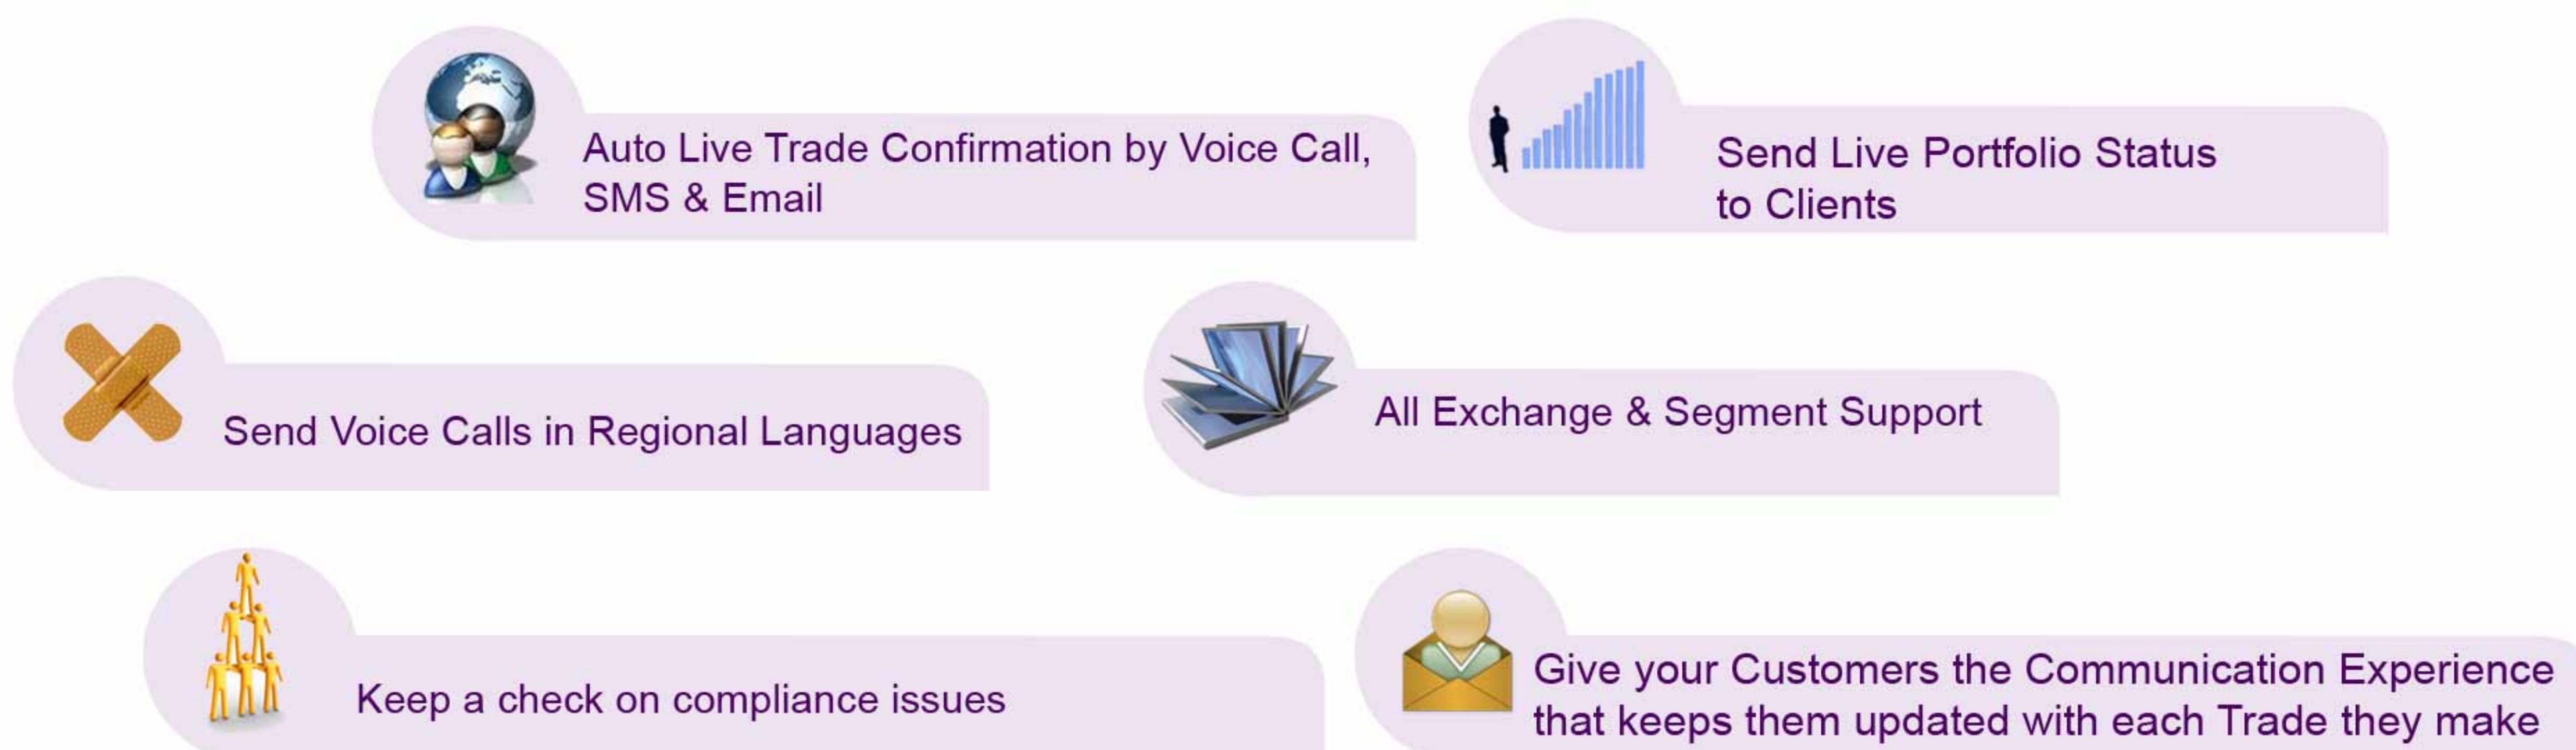 Auto Live Trade Confirmation by Voice Call,
SMS & Email
Send Live Portfolio Status
to Clients
Send Voice Calls in Regional Languages
All Exchange & Segment Support
Keep a check on compliance issues
Give your Customers the Communication Experience
that keeps them updated with each Trade they make